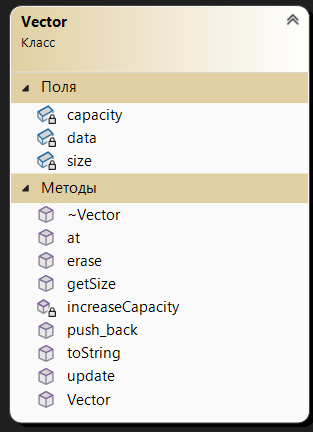 Vector
Класс
Поля
capacity
data
size
Методы
~Vector
at
erase
getSize
increaseCapacity
push_back
toString
update
Vector